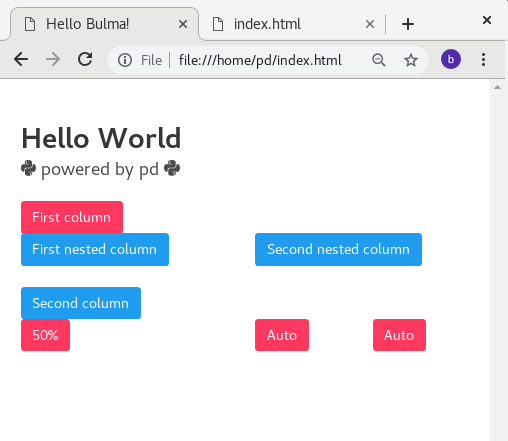 Hello Bulma!
index.html
File
file:///home/pd/index.html
b
Hello World
powered by pd
First column
First nested column Second nested column
Second column
50% Auto Auto